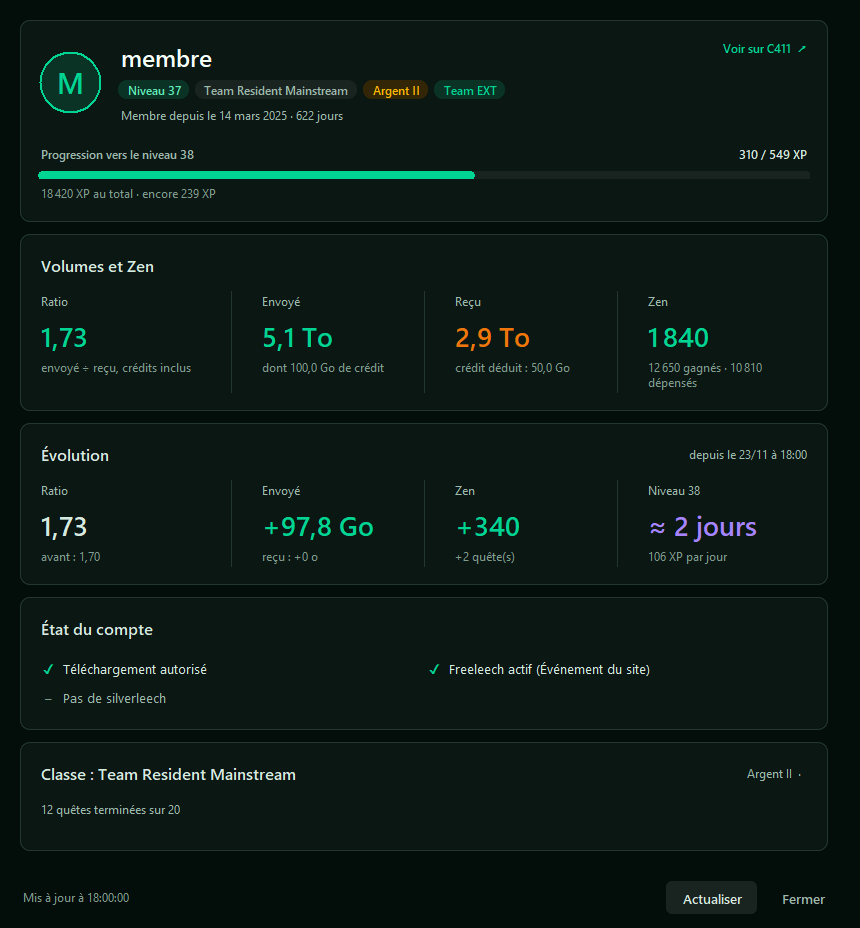 M
membre
Voir sur C411 ↗
Niveau 37 Team Resident Mainstream Argent II Team EXT
Membre depuis le 14 mars 2025 · 622 jours
Progression vers le niveau 38 310 / 549 XP
18 420 XP au total · encore 239 XP
Volumes et Zen
Ratio Envoyé Reçu Zen
1,73 5,1 To 2,9 To 1 840
envoyé ÷ reçu, crédits inclus dont 100,0 Go de crédit crédit déduit : 50,0 Go 12 650 gagnés · 10 810
dépensés
Évolution depuis le 23/11 à 18:00
Ratio Envoyé Zen Niveau 38
1,73 +97,8 Go +340 ≈ 2 jours
avant : 1,70 reçu : +0 o +2 quête(s) 106 XP par jour
État du compte
✓ Téléchargement autorisé ✓ Freeleech actif (Événement du site)
– Pas de silverleech
Classe : Team Resident Mainstream Argent II ·
12 quêtes terminées sur 20
Mis à jour à 18:00:00 Actualiser Fermer